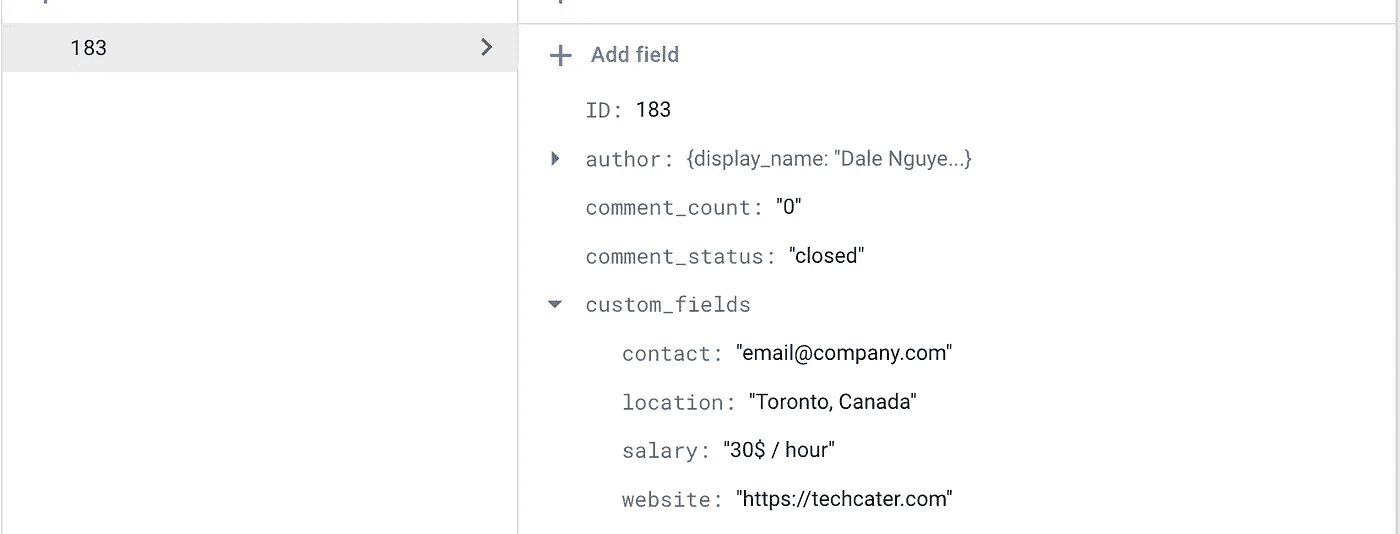 183
Add field
ID: 183
author: {display_name: "Dale Nguye...}
comment_count: "0"
comment_status: "closed"
custom_fields
contact: "email@company.com"
location: "Toronto, Canada"
salary: "30$ / hour"
website: "https://techcater.com"